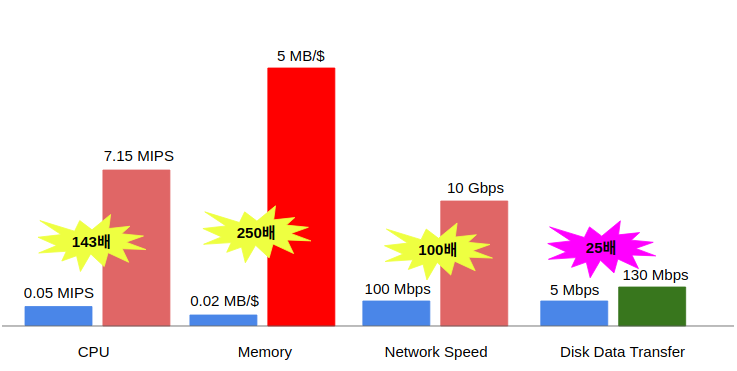 5 MB/$
7.15 MIPS
10 Gbps
143배
250배
100배
25배
130 Mbps
0.05 MIPS
0.02 MB/$
100 Mbps
5 Mbps
CPU
Memory
Network Speed
Disk Data Transfer